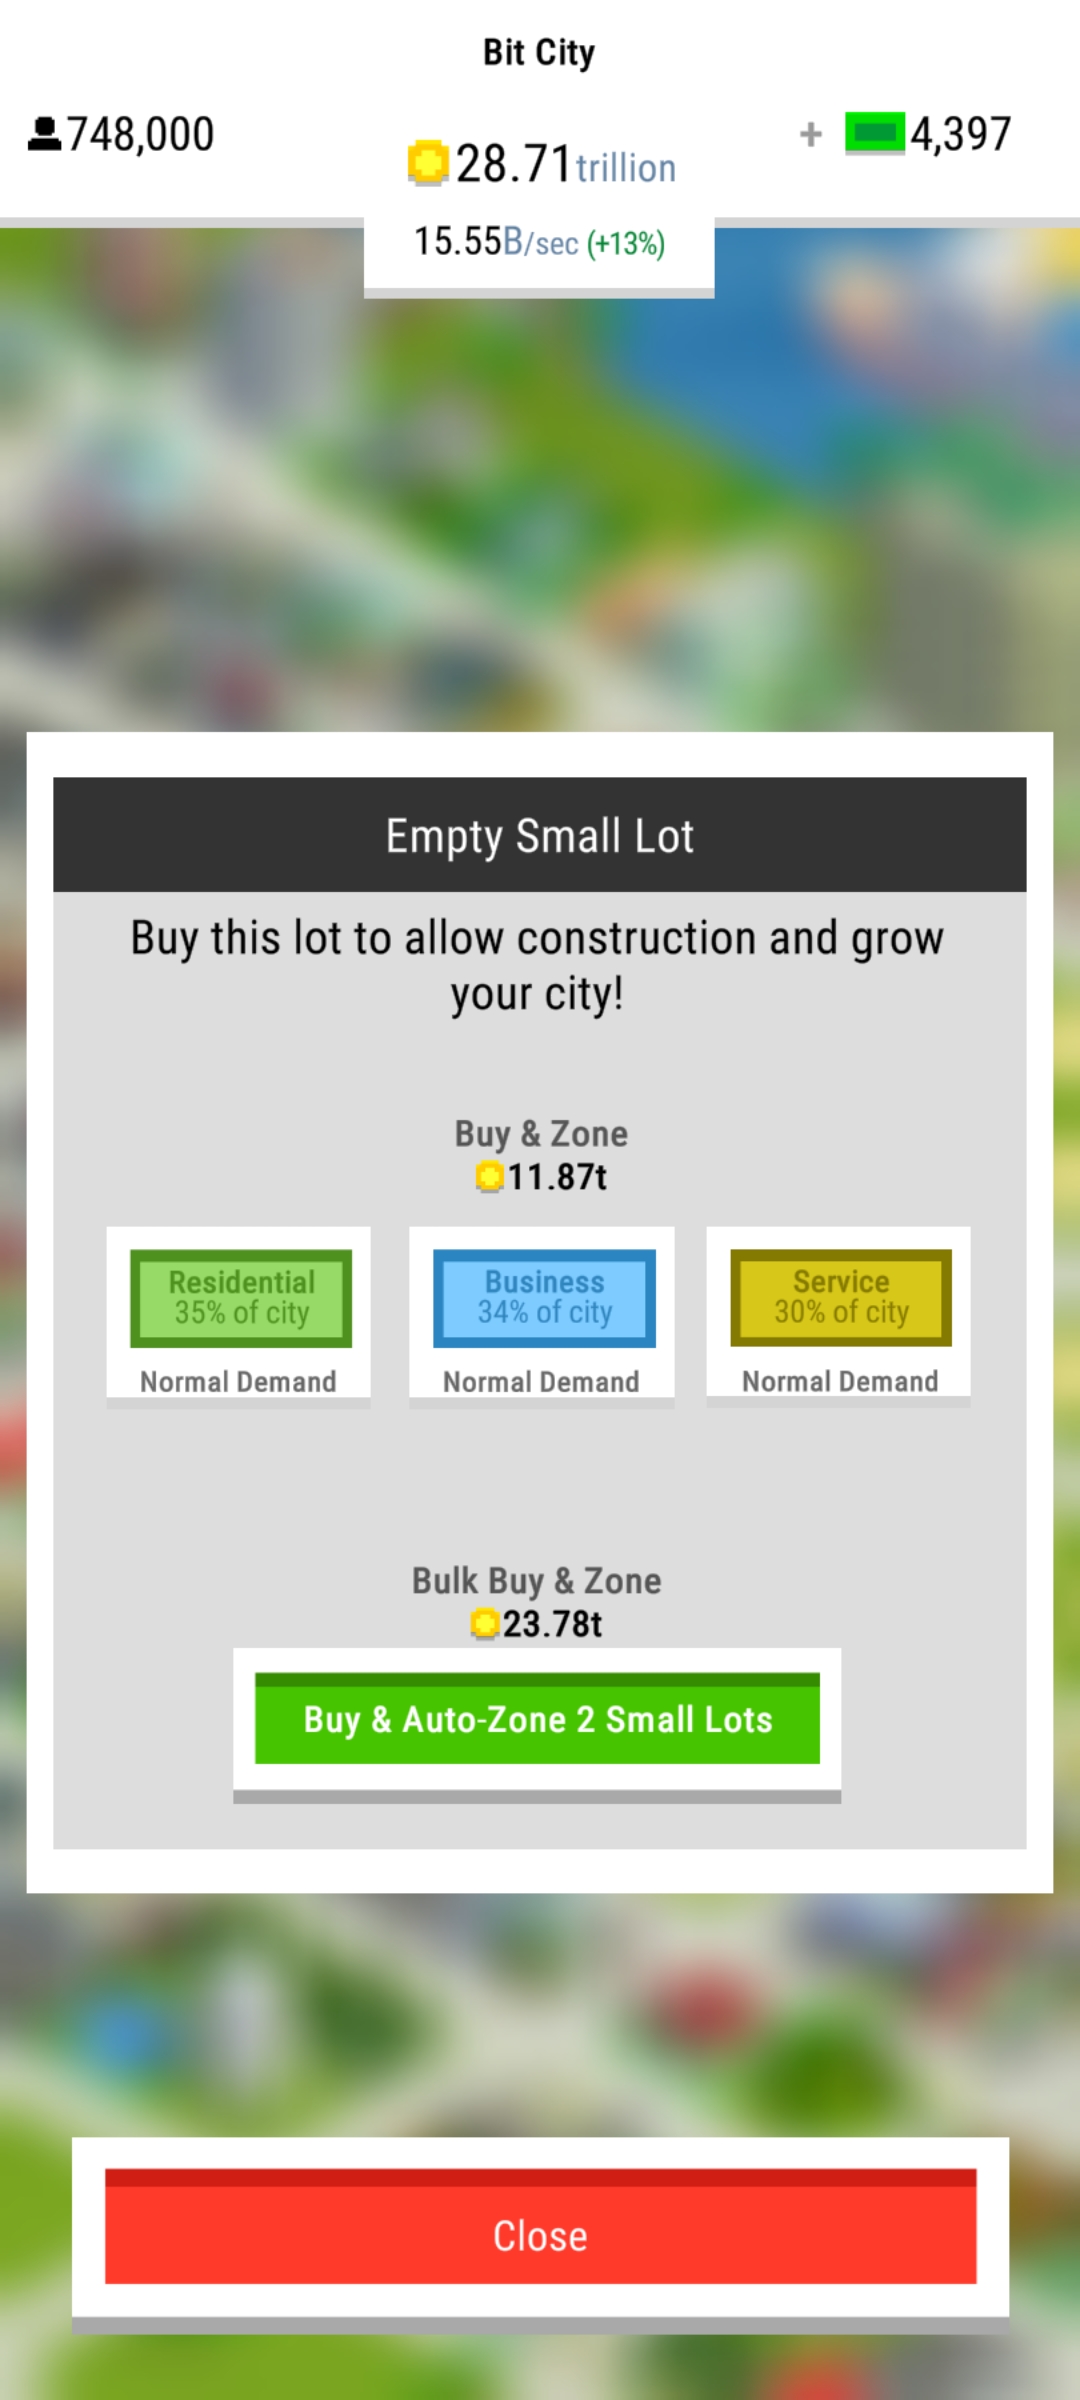 Bit City
748,000
28.71 trillion
+ 4,397
15.55B/sec (+13%)
Empty Small Lot
Buy this lot to allow construction and grow
your city!
Buy & Zone
11.87t
Residential
35% of city
Normal Demand
Business
34% of city
Normal Demand
Service
30% of city
Normal Demand
Bulk Buy & Zone
23.78t
Buy & Auto-Zone 2 Small Lots
Close